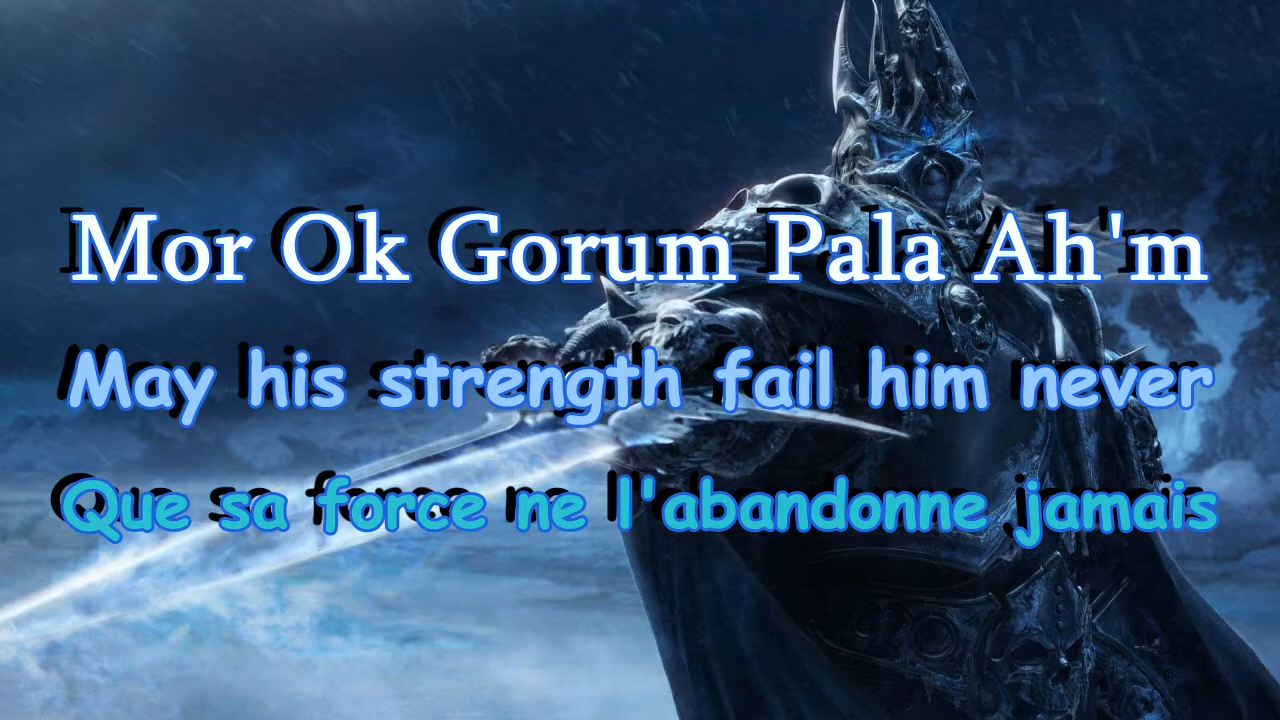 Mor Ok Gorum Pala Ah'm
May his strength fail him never
Que sa force ne l'abandonne jamais